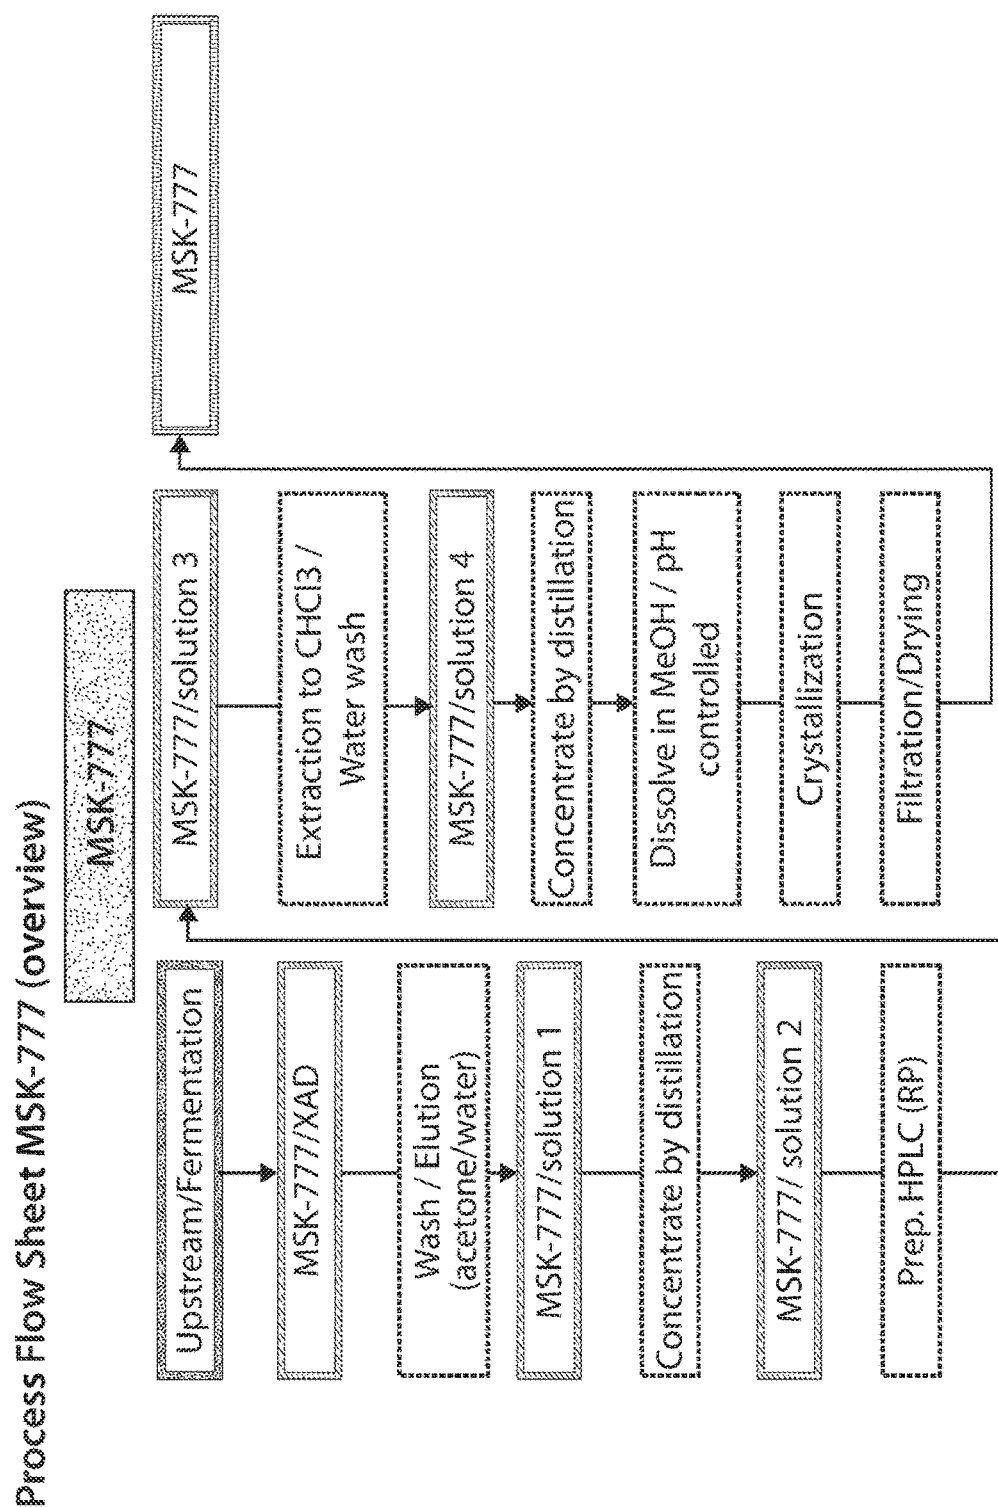 Process Flow Sheet MSK-777 (overview)
MSK-777
Upstream/Fermentation
MSK-777/XAD
Wash / Elution
(acetone/water)
MSK-777/solution 1
Concentrate by distillation
MSK-777/ solution 2
Prep. HPLC (RP)
MSK-777/solution 3
Extraction to CHCl3 /
Water wash
MSK-777/solution 4
Concentrate by distillation
Dissolve in MeOH / pH
controlled
Crystallization
Filtration/Drying
MSK-777